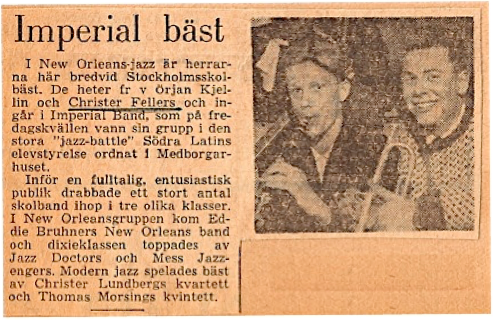 Imperial bäst
I New Orleans-jazz är herrar-
na här bredvid Stockholmsskol-
bäst. De heter fr v Örjan Kjel-
lin och Christer Fellers och in-
går i Imperial Band, som på fre-
dagskvällen vann sin grupp i den
stora "jazz-battle" Södra Latins
elevstyrelse ordnat i Medborgar-
huset.
Inför en fulltalig, entusiastisk
publik drabbade ett stort antal
skolband ihop i tre olika klasser.
I New Orleansgruppen kom Ed-
die Bruhners New Orleans band
och dixieklassen toppades av
Jazz Doctors och Mess Jazz-
engers. Modern jazz spelades bäst
av Christer Lundbergs kvartett
och Thomas Morsings kvintett.